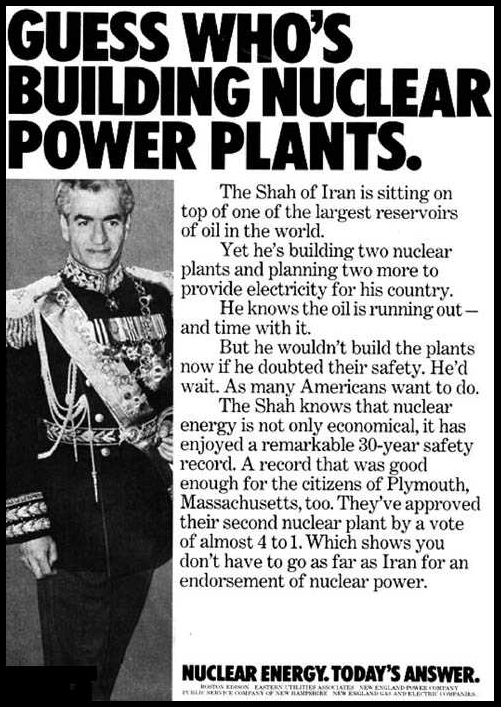 GUESS WHO'S
BUILDING NUCLEAR
POWER PLANTS.
The Shah of Iran is sitting on
top of one of the largest reservoirs
of oil in the world.
Yet he's building two nuclear
plants and planning two more to
provide electricity for his country.
He knows the oil is running out —
and time with it.
But he wouldn't build the plants
now if he doubted their safety. He'd
wait. As many Americans want to do.
The Shah knows that nuclear
energy is not only economical, it has
enjoyed a remarkable 30-year safety
record. A record that was good
enough for the citizens of Plymouth,
Massachusetts, too. They've approved
their second nuclear plant by a vote
of almost 4 to 1. Which shows you
don't have to go as far as Iran for an
endorsement of nuclear power.
NUCLEAR ENERGY. TODAY'S ANSWER.
BOSTON EDISON EASTERN UTILITIES ASSOCIATES NEW ENGLAND POWER COMPANY
PUBLIC SERVICE COMPANY OF NEW HAMPSHIRE NEW ENGLAND GAS AND ELECTRIC COMPANIES